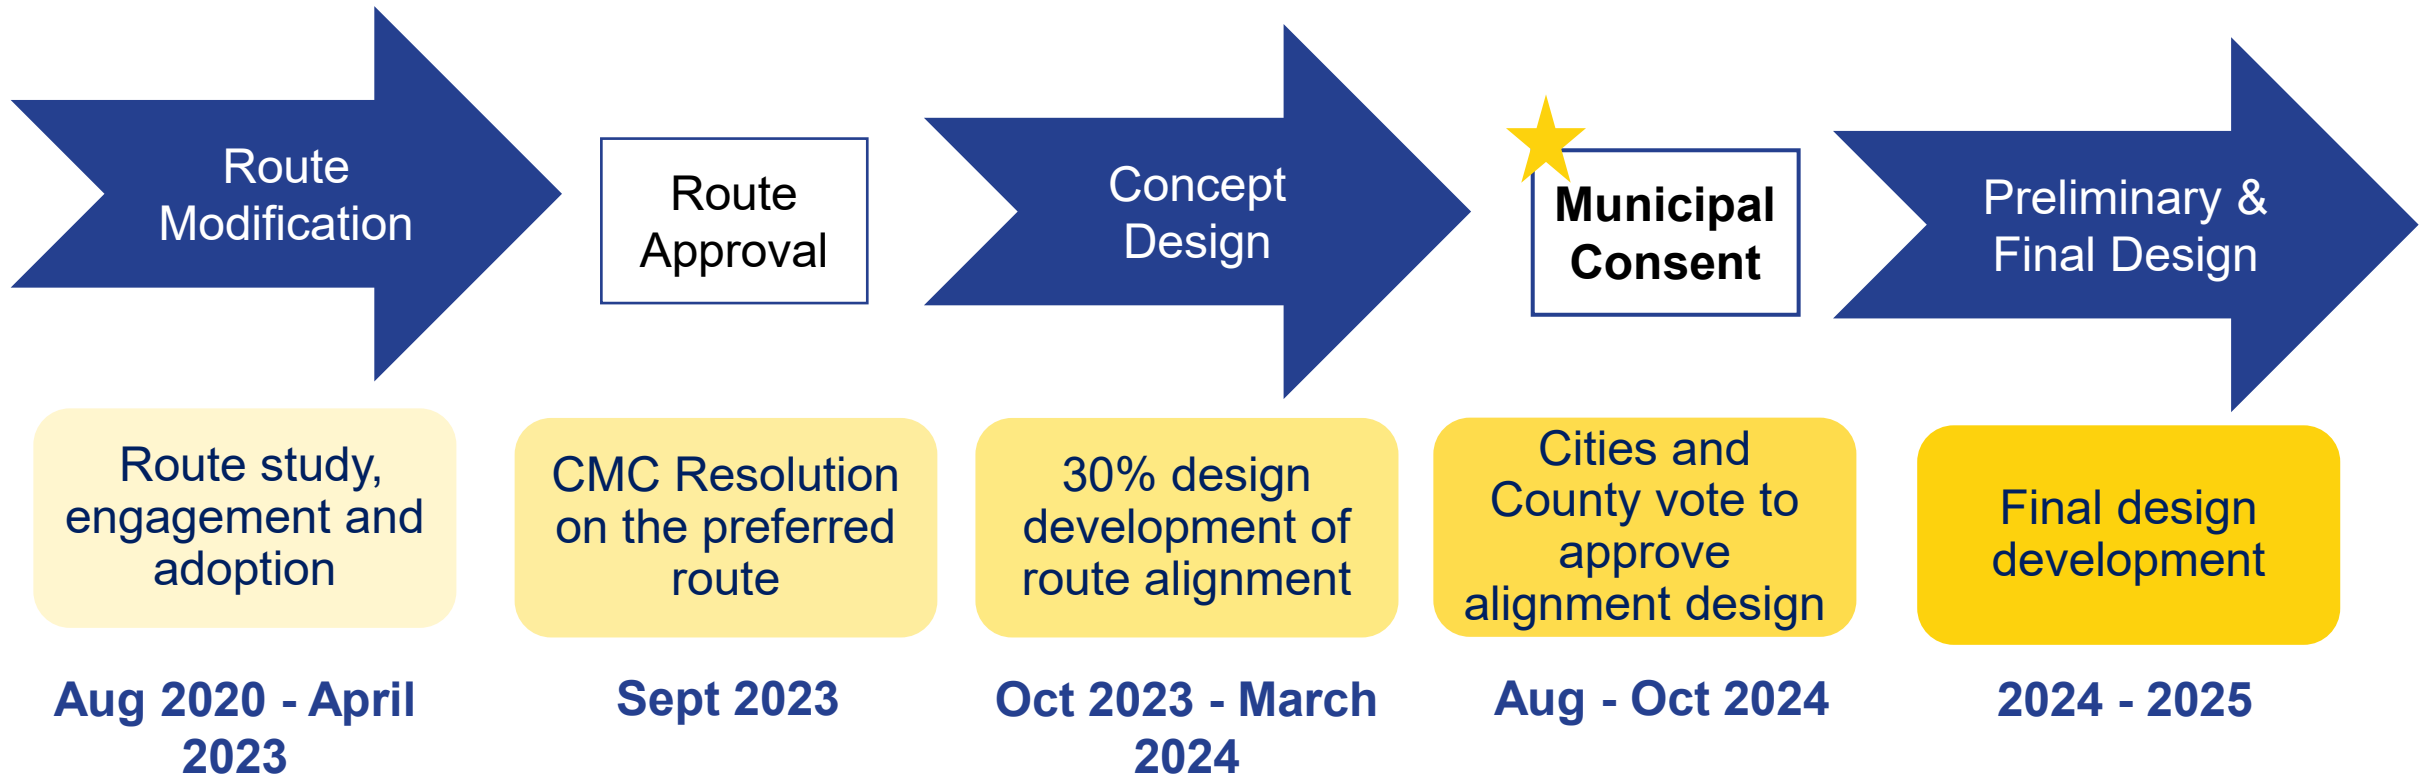 Route
Modification
Route
Approval
Concept
Design
Municipal
Consent
Preliminary &
Final Design
Route study,
engagement and
adoption
CMC Resolution
on the preferred
route
30% design
development of
route alignment
Cities and
County vote to
approve
alignment design
Final design
development
Aug 2020 - April
2023
Sept 2023
Oct 2023 - March
2024
Aug - Oct 2024
2024 - 2025